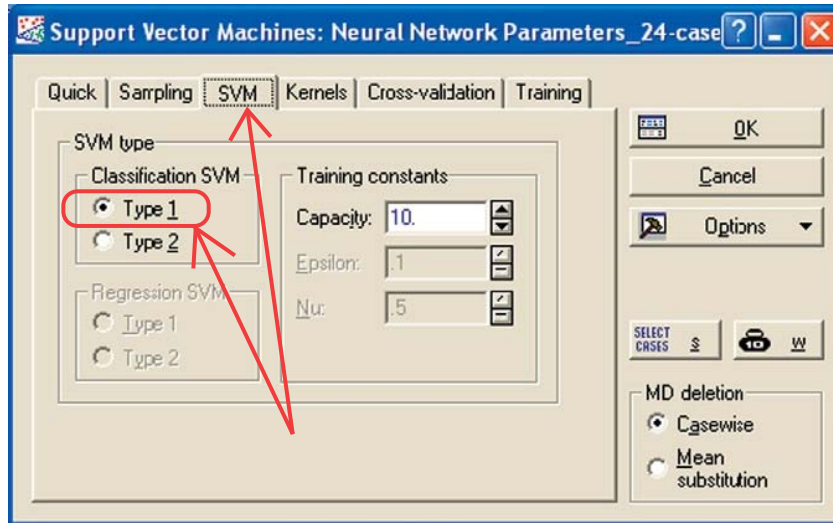 Support Vector Machines: Neural Network Parameters_24-case
Quick
Sampling
SVM
Kernels
Cross-validation
Training
SVM type
Classification SVM
Type 1
Type 2
Regression SVM
Type 1
Type 2
Training constants
Capacity: 10.
Epsilon: .1
Nu: .5
OK
Cancel
Options
SELECT CASES S
W
MD deletion
Casewise
Mean
substitution